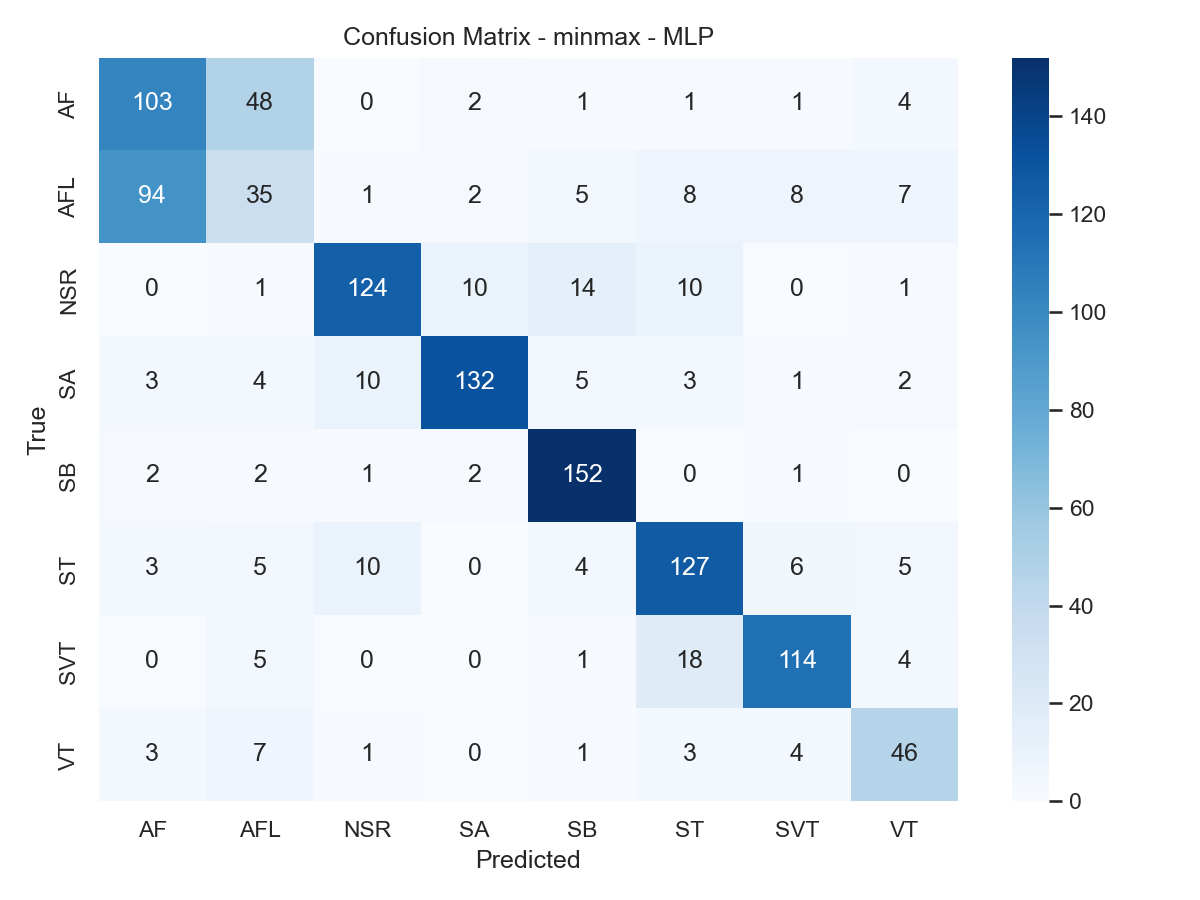 Confusion Matrix - minmax - MLP
AF 103 48 0 2 1 1 1 4
AFL 94 35 1 2 5 8 8 7
NSR 0 1 124 10 14 10 0 1
SA 3 4 10 132 5 3 1 2
SB 2 2 1 2 152 0 1 0
ST 3 5 10 0 4 127 6 5
SVT 0 5 0 0 1 18 114 4
VT 3 7 1 0 1 3 4 46
AF AFL NSR SA SB ST SVT VT
Predicted
True
140
120
100
80
60
40
20
0